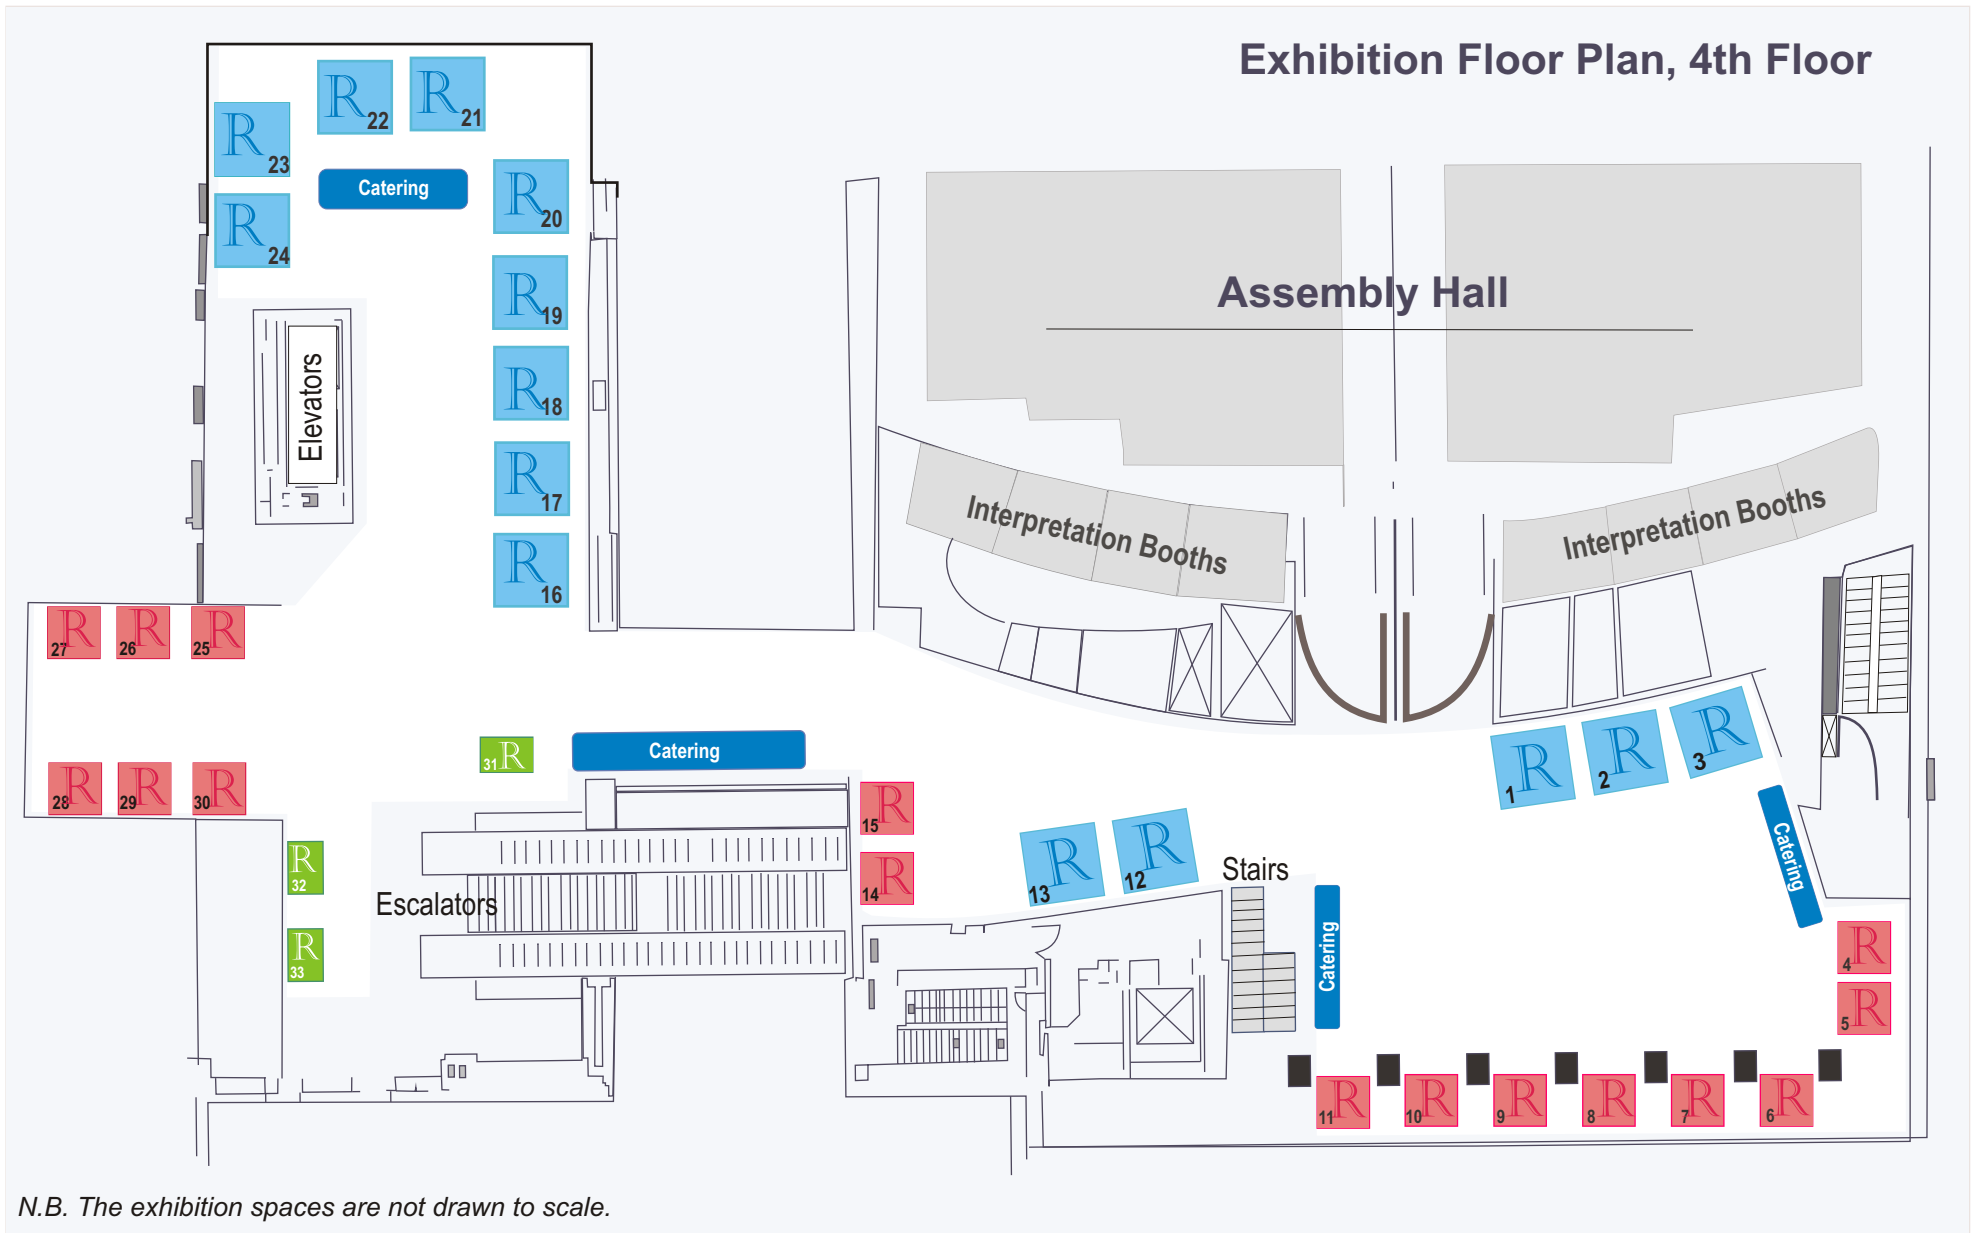 Exhibition Floor Plan, 4th Floor
R 22
R 21
R 23
Catering
R 20
R 24
R 19
Assembly Hall
R 18
Elevators
R 17
Interpretation Booths
Interpretation Booths
R 16
R 27
R 26
R 25
31 R
Catering
R 1
R 2
R 3
R 28
R 29
R 30
R 15
R 14
R 13
R 12
Stairs
Catering
R 32
Escalators
R 33
Catering
R 4
R 5
R 11
R 10
R 9
R 8
R 7
R 6
N.B. The exhibition spaces are not drawn to scale.